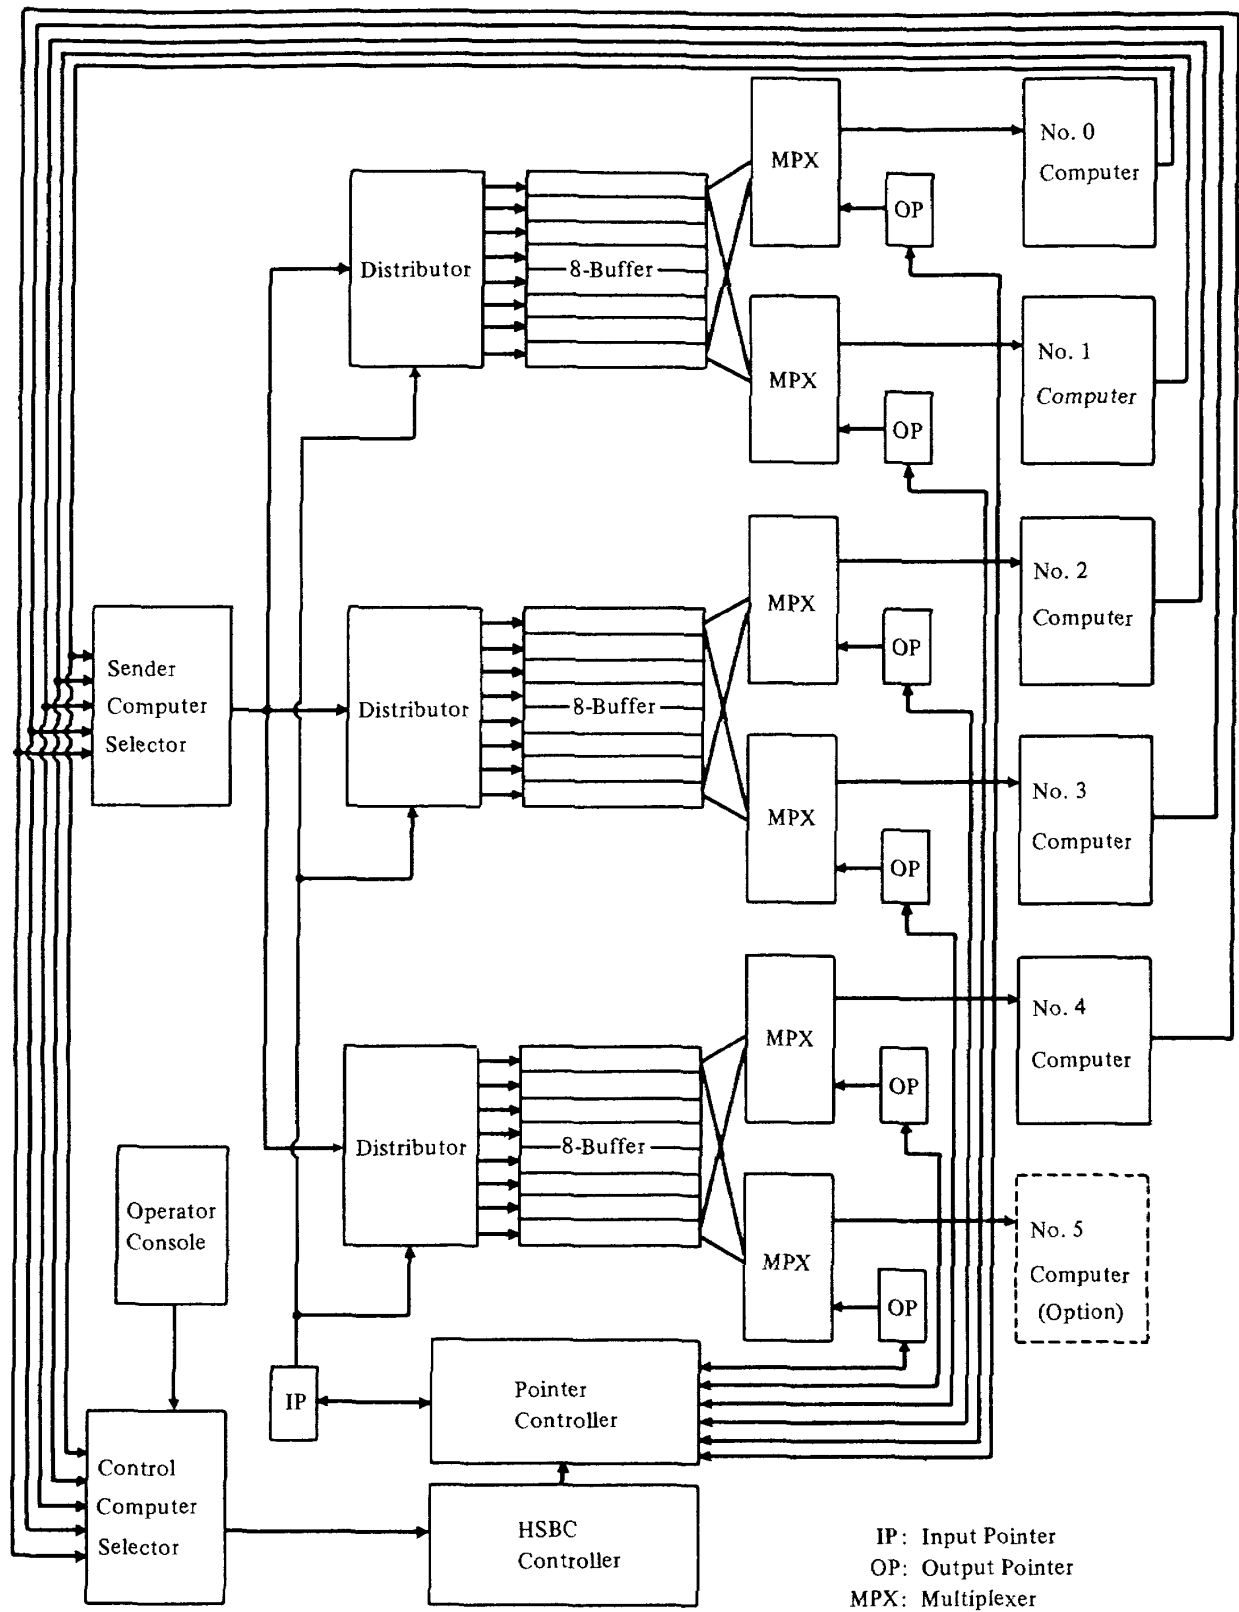 MPX
No. 0
Computer
OP
Distributor
8-Buffer
MPX
No. 1
Computer
OP
MPX
No. 2
Computer
OP
Sender
Computer
Selector
Distributor
8-Buffer
MPX
No. 3
Computer
OP
MPX
No. 4
Computer
OP
Distributor
8-Buffer
Operator
Console
MPX
No. 5
Computer
(Option)
OP
IP
Pointer
Controller
Control
Computer
Selector
HSBC
Controller
IP: Input Pointer
OP: Output Pointer
MPX: Multiplexer